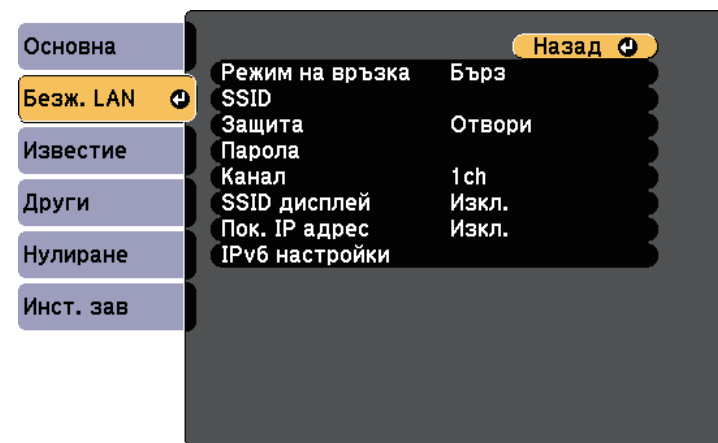 Основна
Безж. LAN
Известие
Други
Нулиране
Инст. зав
Назад
Режим на връзка Бърз
SSID
Защита Отвори
Парола
Канал 1ch
SSID дисплей Изкл.
Пок. IP адрес Изкл.
IPv6 настройки